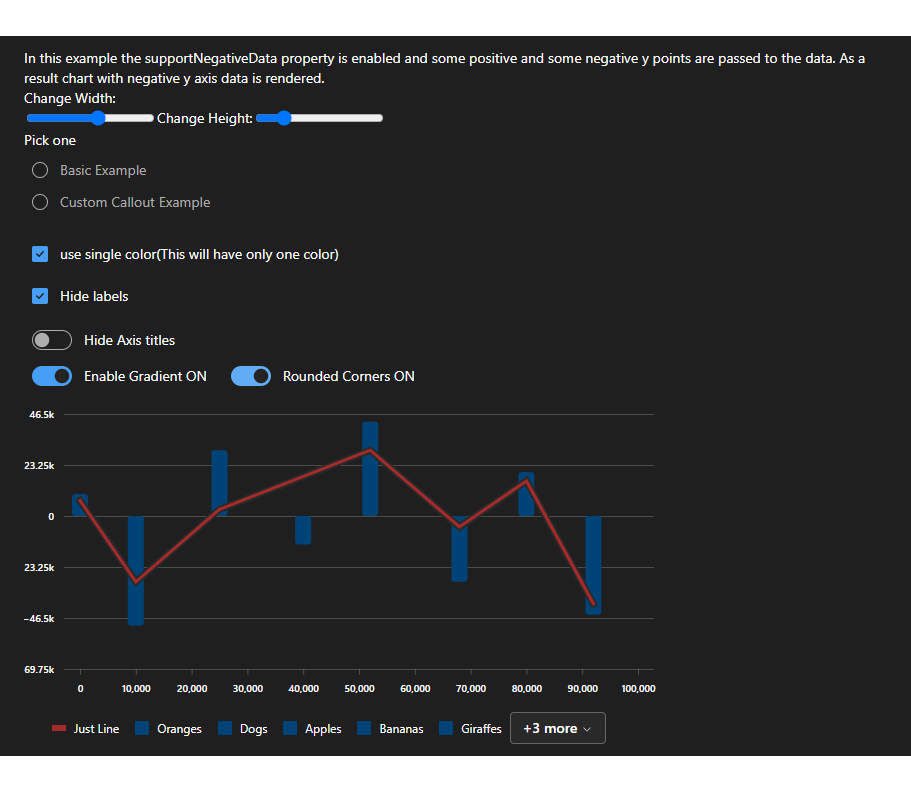 In this example the supportNegativeData property is enabled and some positive and some negative y points are passed to the data. As a
result chart with negative y axis data is rendered.
Change Width:
Change Height:
Pick one
Basic Example
Custom Callout Example
use single color(This will have only one color)
Hide labels
Hide Axis titles
Enable Gradient ON Rounded Corners ON
46.5k
23.25k
0
23.25k
−46.5k
69.75k
0 10,000 20,000 30,000 40,000 50,000 60,000 70,000 80,000 90,000 100,000
Just Line Oranges Dogs Apples Bananas Giraffes +3 more